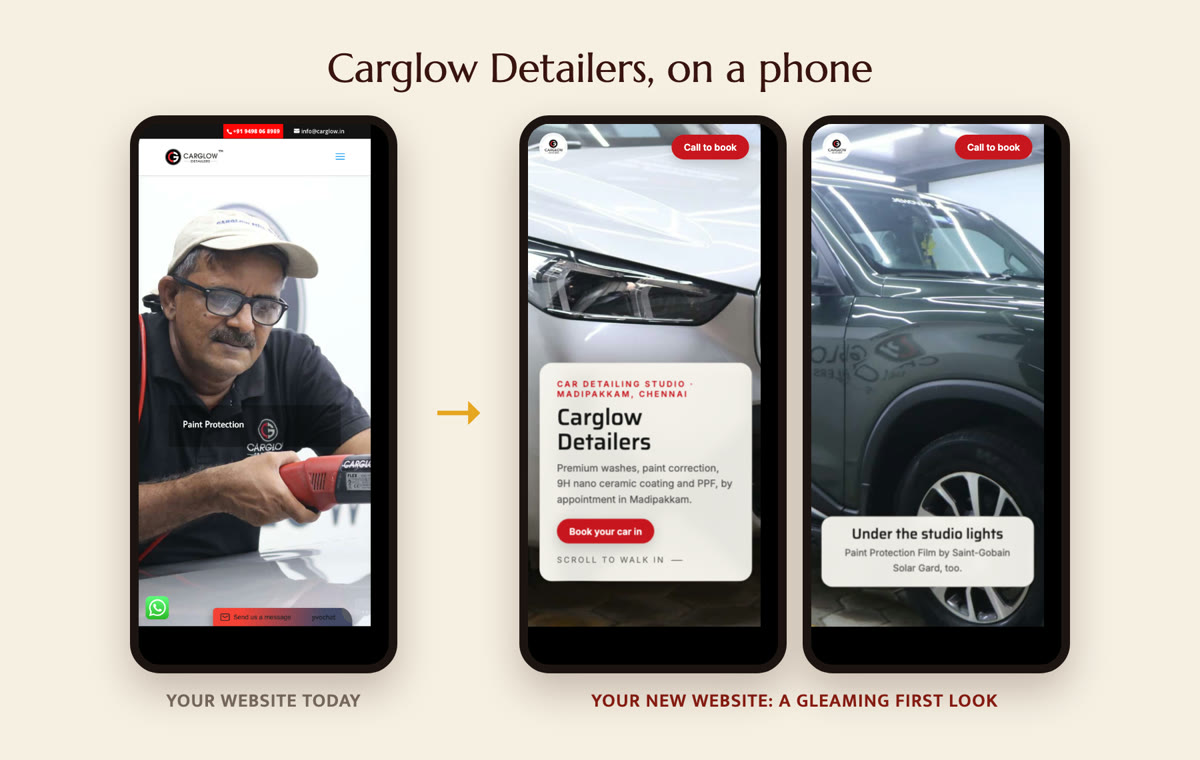 Carglow Detailers, on a phone
+91 9498 06 8989 info@carglow.in
CARGLOW™
DETAILERS
Paint Protection
CARGLOW
Send us a message
YOUR WEBSITE TODAY
Call to book
CAR DETAILING STUDIO ·
MADIPAKKAM, CHENNAI
Carglow
Detailers
Premium washes, paint correction,
9H nano ceramic coating and PPF, by
appointment in Madipakkam.
Book your car in
SCROLL TO WALK IN —
Call to book
Under the studio lights
Paint Protection Film by Saint-Gobain
Solar Gard, too.
YOUR NEW WEBSITE: A GLEAMING FIRST LOOK